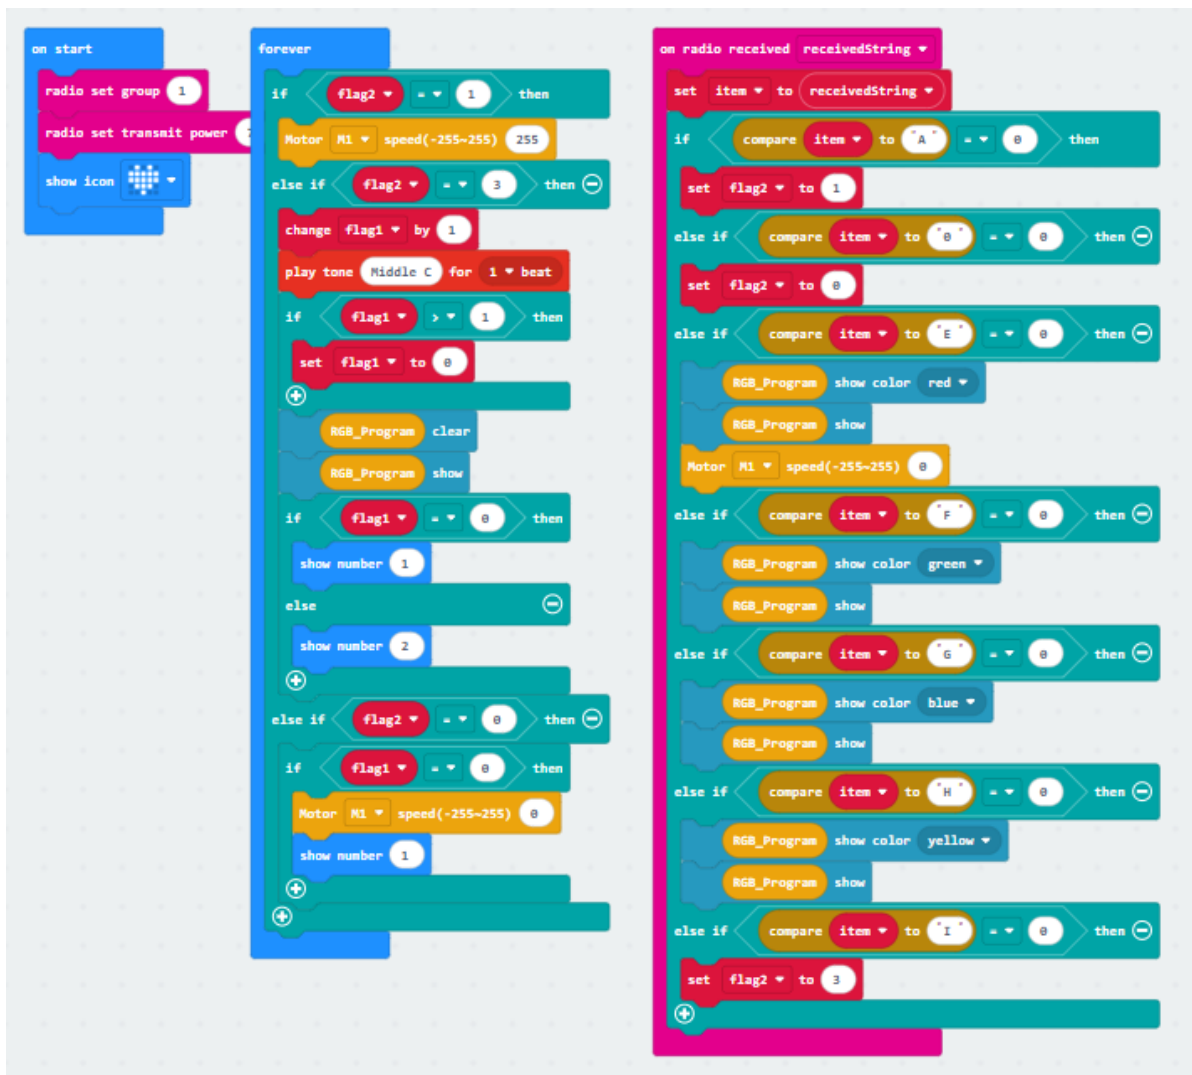 on start
radio set group 1
radio set transmit power
show icon
forever
if flag2 = 1 then
Motor M1 speed(-255~255) 255
else if flag2 = 3 then
change flag1 by 1
play tone Middle C for 1 beat
if flag1 > 1 then
set flag1 to 0
RGB_Program clear
RGB_Program show
if flag1 = 0 then
show number 1
else
show number 2
else if flag2 = 0 then
if flag1 = 0 then
Motor M1 speed(-255~255) 0
show number 1
on radio received receivedString
set item to receivedString
if compare item to "A" = 0 then
set flag2 to 1
else if compare item to "0" = 0 then
set flag2 to 0
else if compare item to "E" = 0 then
RGB_Program show color red
RGB_Program show
Motor M1 speed(-255~255) 0
else if compare item to "F" = 0 then
RGB_Program show color green
RGB_Program show
else if compare item to "G" = 0 then
RGB_Program show color blue
RGB_Program show
else if compare item to "H" = 0 then
RGB_Program show color yellow
RGB_Program show
else if compare item to "I" = 0 then
set flag2 to 3